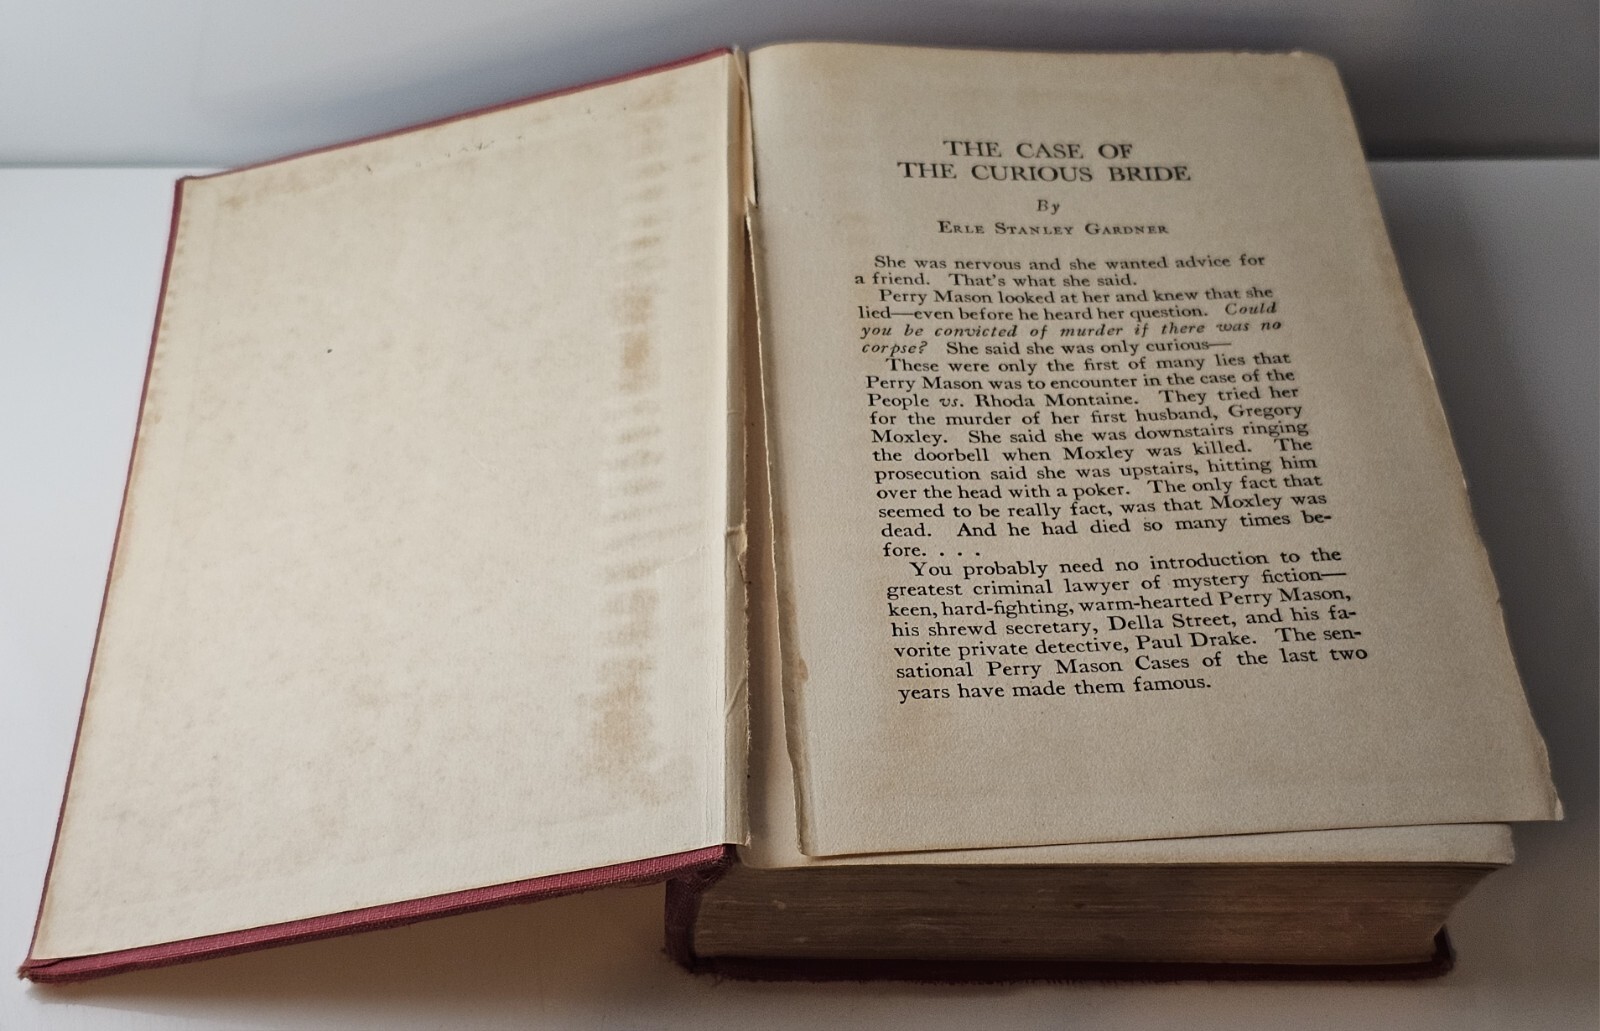 THE CASE OF
THE CURIOUS BRIDE
By
ERLE STANLEY GARDNER
She was nervous and she wanted advice for
a friend. That's what she said.
Perry Mason looked at her and knew that she
lied—even before he heard her question. Could
you be convicted of murder if there was no
corpse? She said she was only curious—
These were only the first of many lies that
Perry Mason was to encounter in the case of the
People vs. Rhoda Montaine. They tried her
for the murder of her first husband, Gregory
Moxley. She said she was downstairs ringing
the doorbell when Moxley was killed. The
prosecution said she was upstairs, hitting him
over the head with a poker. The only fact that
seemed to be really fact, was that Moxley was
dead. And he had died so many times be-
fore. . . .
You probably need no introduction to the
greatest criminal lawyer of mystery fiction—
keen, hard-fighting, warm-hearted Perry Mason,
his shrewd secretary, Della Street, and his fa-
vorite private detective, Paul Drake. The sen-
sational Perry Mason Cases of the last two
years have made them famous.